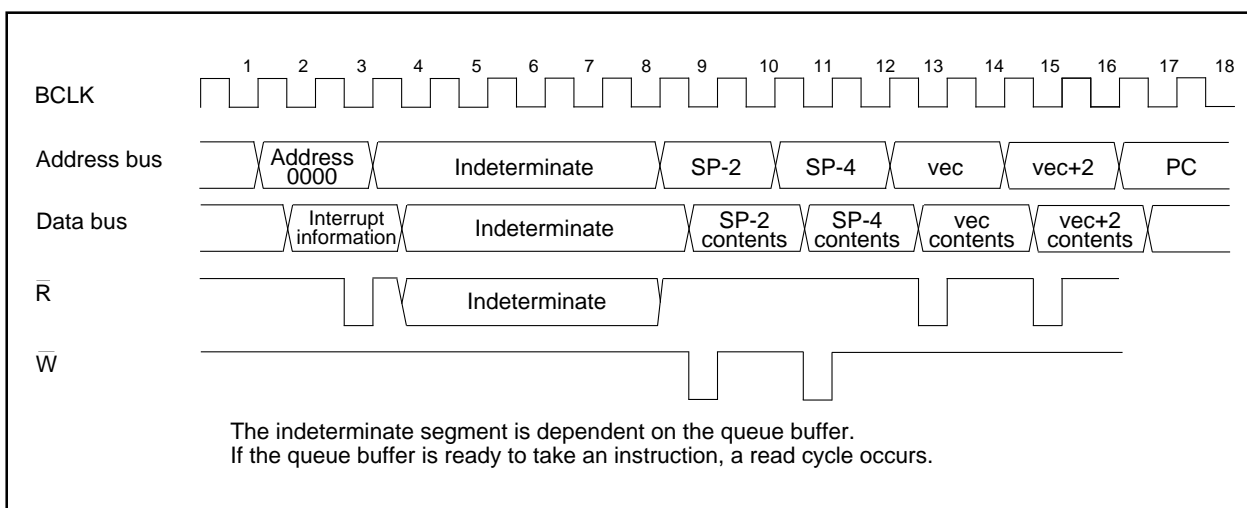 1 2 3 4 5 6 7 8 9 10 11 12 13 14 15 16 17 18
BCLK
Address bus
Address
0000
Indeterminate
SP-2
SP-4
vec
vec+2
PC
Data bus
Interrupt
information
Indeterminate
SP-2
contents
SP-4
contents
vec
contents
vec+2
contents
R̅
Indeterminate
W̅
The indeterminate segment is dependent on the queue buffer.
If the queue buffer is ready to take an instruction, a read cycle occurs.